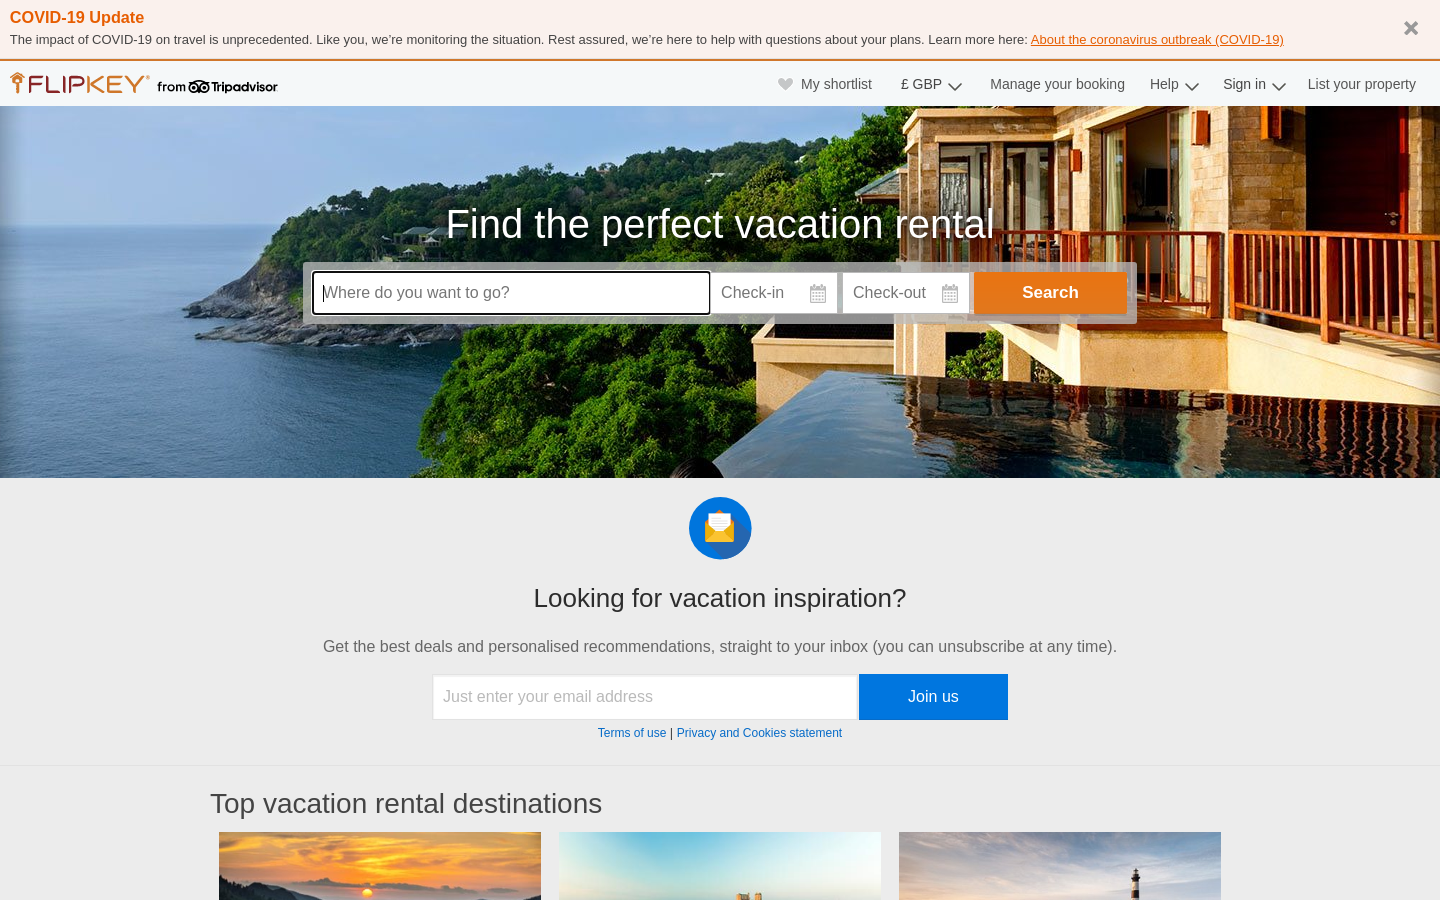 COVID-19 Update
The impact of COVID-19 on travel is unprecedented. Like you, we’re monitoring the situation. Rest assured, we’re here to help with questions about your plans. Learn more here: About the coronavirus outbreak (COVID-19)
FLIPKEY from Tripadvisor
My shortlist £ GBP Manage your booking Help Sign in List your property
Find the perfect vacation rental
Where do you want to go? Check-in Check-out Search
Looking for vacation inspiration?
Get the best deals and personalised recommendations, straight to your inbox (you can unsubscribe at any time).
Just enter your email address Join us
Terms of use | Privacy and Cookies statement
Top vacation rental destinations